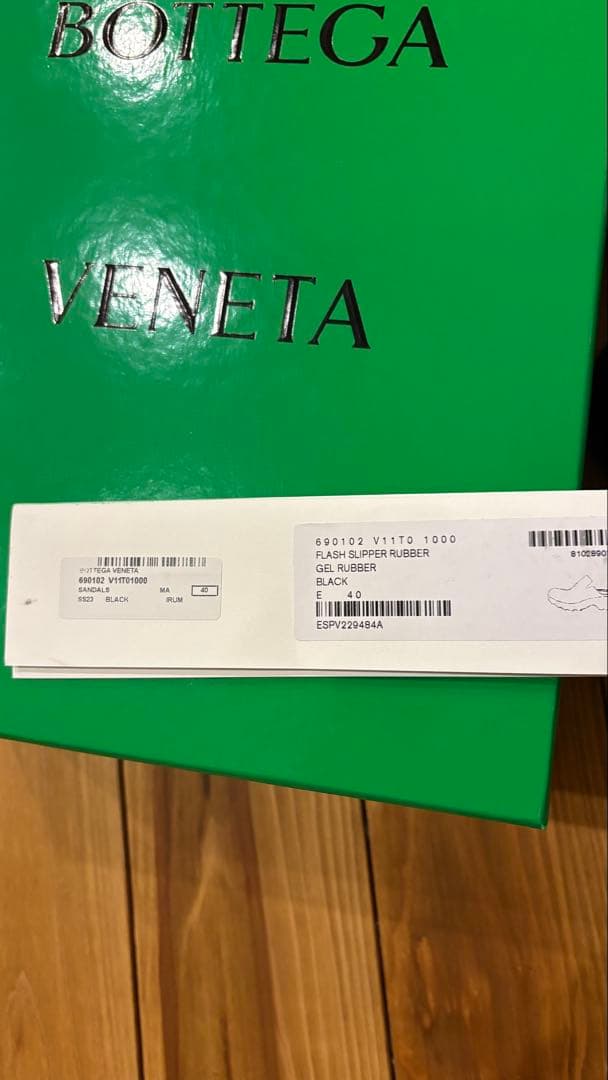 BOTTEGA
VENETA
BOTTEGA VENETA
690102 V11T01000
SANDALS MA 40
SS23 BLACK IRUM
690102 V11T0 1000
FLASH SLIPPER RUBBER
GEL RUBBER
BLACK
E 40
ESPV229484A